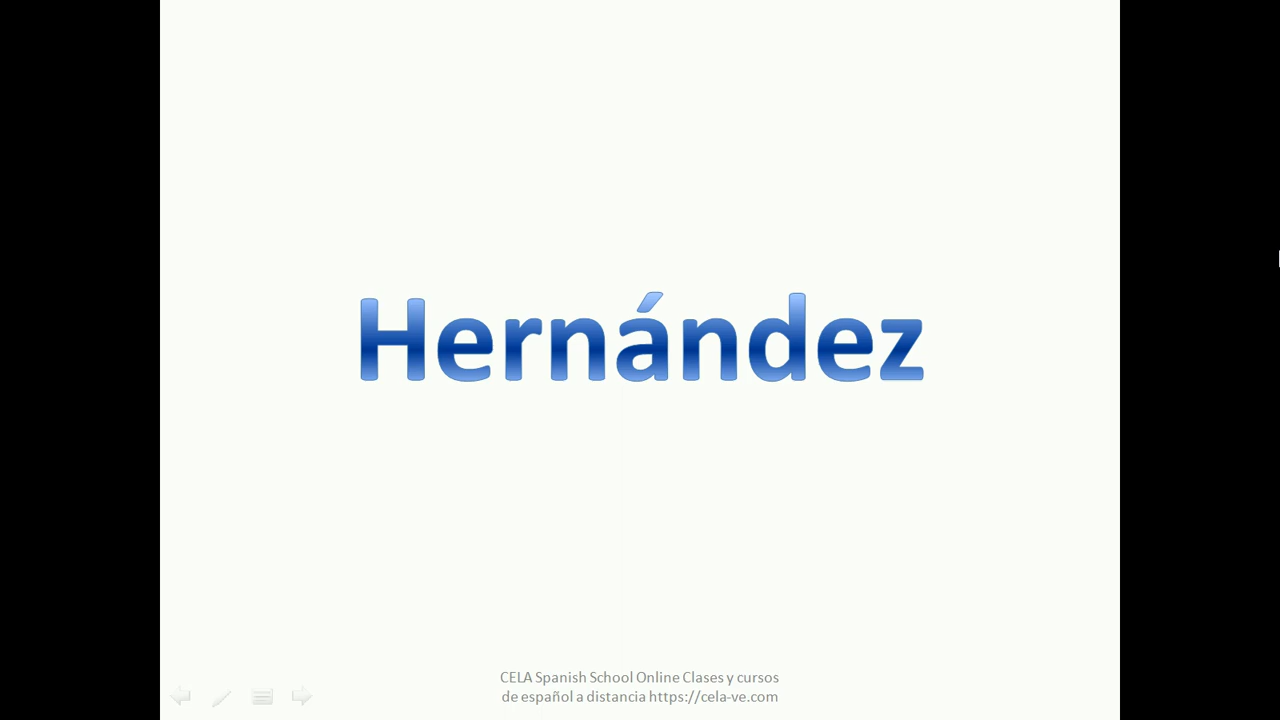 Hernández
CELA Spanish School Online Clases y cursos
de español a distancia https://cela-ve.com